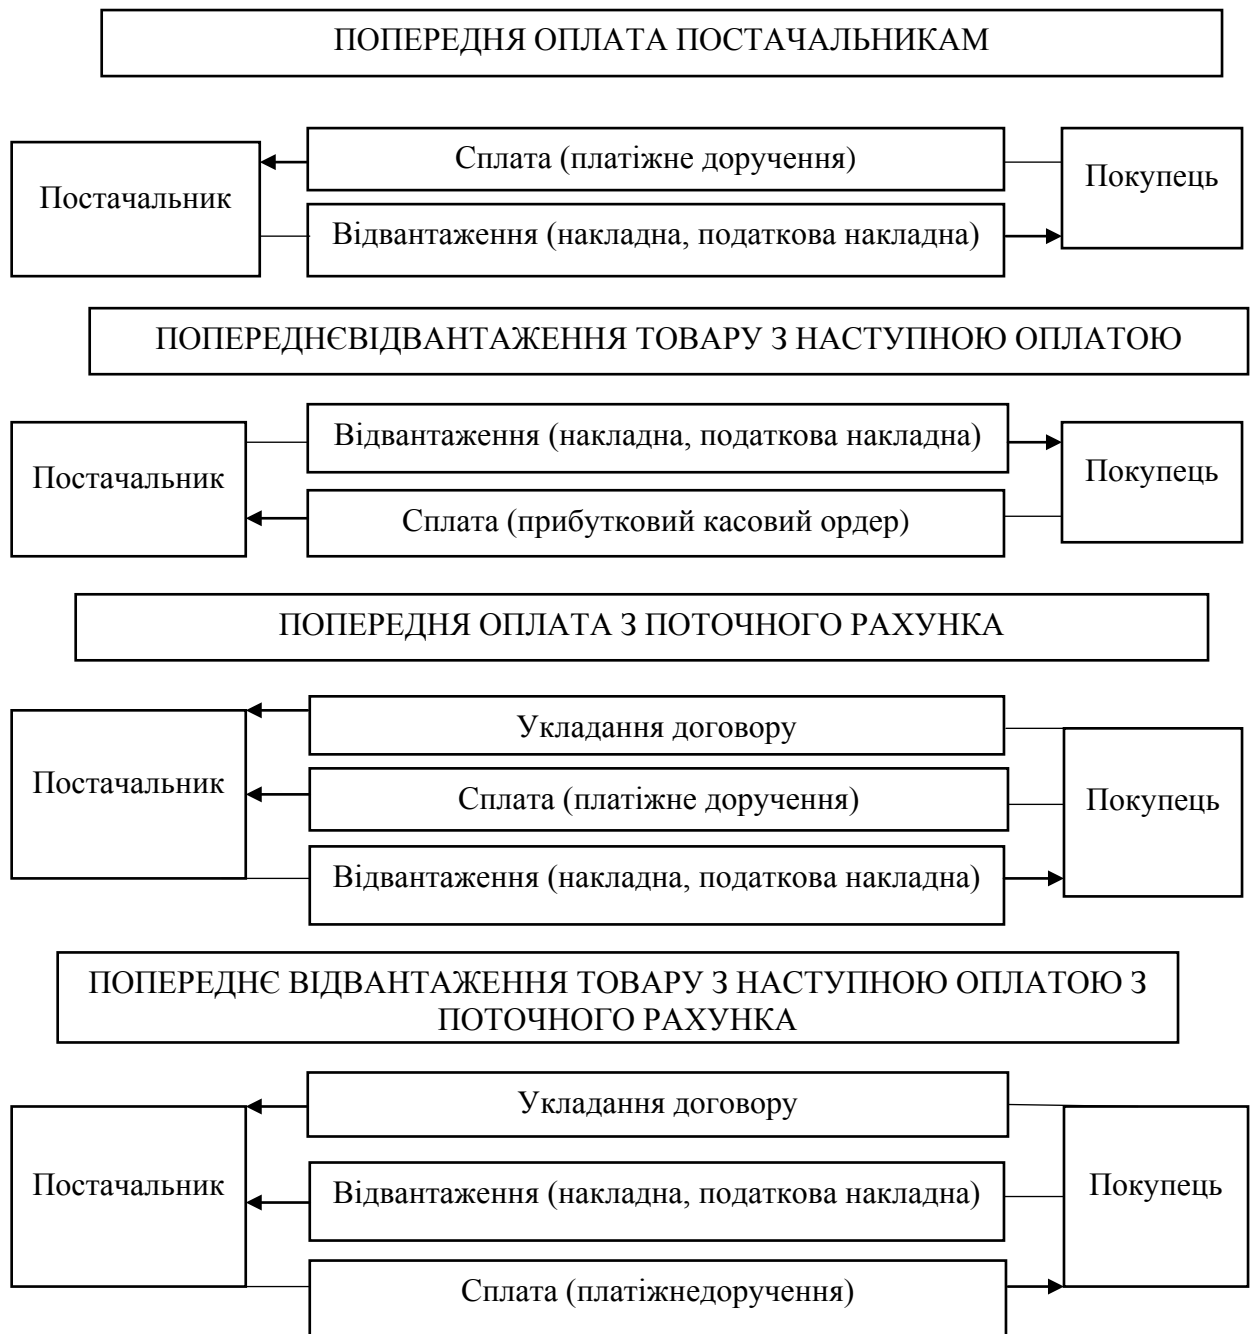 ПОПЕРЕДНЯ ОПЛАТА ПОСТАЧАЛЬНИКАМ
Сплата (платіжне доручення)
Постачальник
Покупець
Відвантаження (накладна, податкова накладна)
ПОПЕРЕДНЄВІДВАНТАЖЕННЯ ТОВАРУ З НАСТУПНОЮ ОПЛАТОЮ
Відвантаження (накладна, податкова накладна)
Постачальник
Покупець
Сплата (прибутковий касовий ордер)
ПОПЕРЕДНЯ ОПЛАТА З ПОТОЧНОГО РАХУНКА
Укладання договору
Постачальник
Сплата (платіжне доручення)
Покупець
Відвантаження (накладна, податкова накладна)
ПОПЕРЕДНЄ ВІДВАНТАЖЕННЯ ТОВАРУ З НАСТУПНОЮ ОПЛАТОЮ З
ПОТОЧНОГО РАХУНКА
Укладання договору
Постачальник
Відвантаження (накладна, податкова накладна)
Покупець
Сплата (платіжнедоручення)